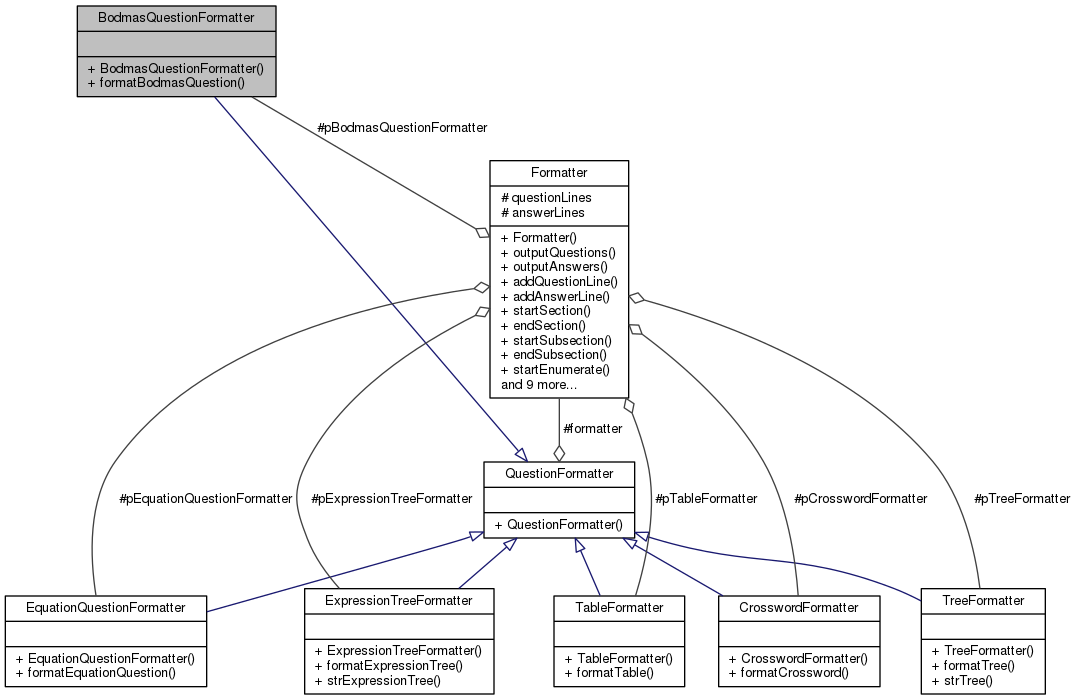 BodmasQuestionFormatter
+ BodmasQuestionFormatter()
+ formatBodmasQuestion()
#pBodmasQuestionFormatter
Formatter
# questionLines
# answerLines
+ Formatter()
+ outputQuestions()
+ outputAnswers()
+ addQuestionLine()
+ addAnswerLine()
+ startSection()
+ endSection()
+ startSubsection()
+ endSubsection()
+ startEnumerate()
and 9 more...
#formatter
QuestionFormatter
+ QuestionFormatter()
#pEquationQuestionFormatter
#pExpressionTreeFormatter
#pTableFormatter
#pCrosswordFormatter
#pTreeFormatter
EquationQuestionFormatter
+ EquationQuestionFormatter()
+ formatEquationQuestion()
ExpressionTreeFormatter
+ ExpressionTreeFormatter()
+ formatExpressionTree()
+ strExpressionTree()
TableFormatter
+ TableFormatter()
+ formatTable()
CrosswordFormatter
+ CrosswordFormatter()
+ formatCrossword()
TreeFormatter
+ TreeFormatter()
+ formatTree()
+ strTree()